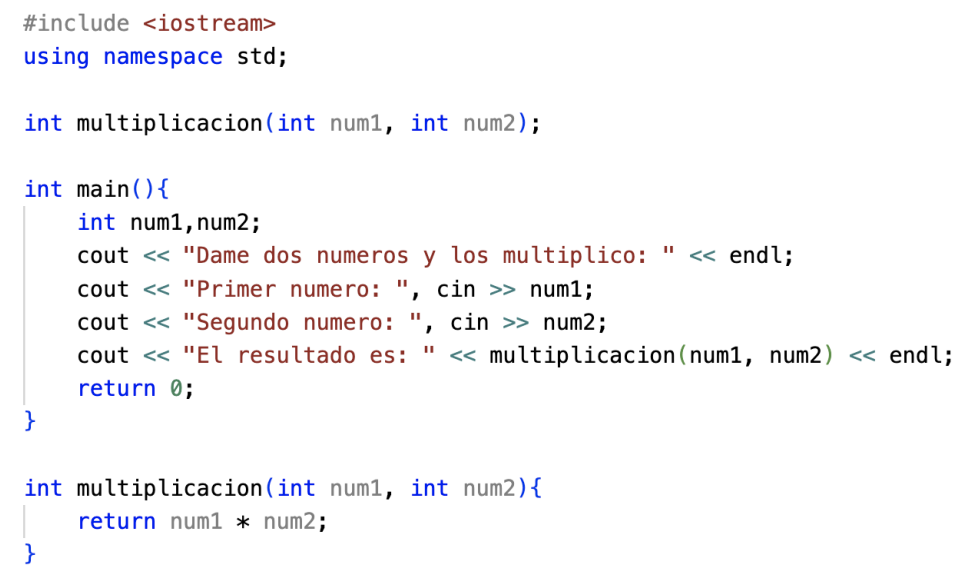 #include <iostream>
using namespace std;
int multiplicacion(int num1, int num2);
int main(){
int num1,num2;
cout << "Dame dos numeros y los multiplico: " << endl;
cout << "Primer numero: ", cin >> num1;
cout << "Segundo numero: ", cin >> num2;
cout << "El resultado es: " << multiplicacion(num1, num2) << endl;
return 0;
}
int multiplicacion(int num1, int num2){
return num1 * num2;
}